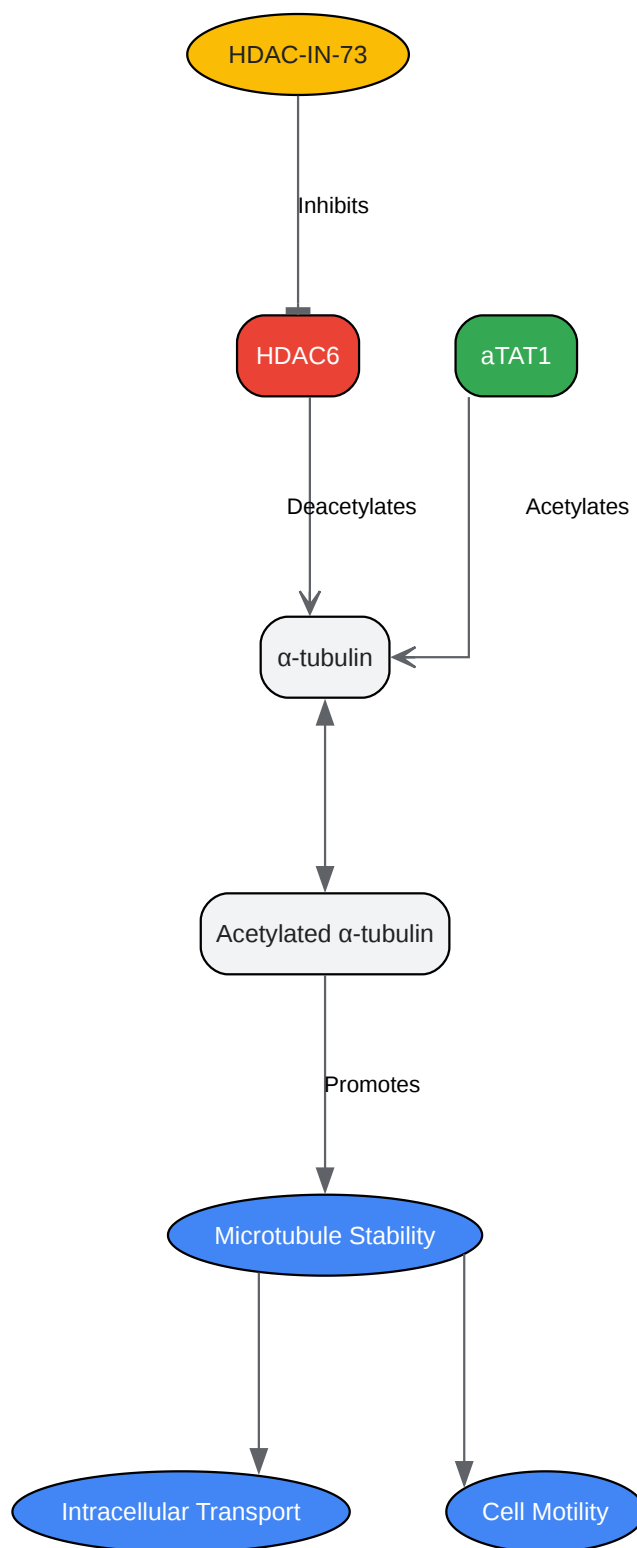 HDAC-IN-73
Inhibits
HDAC6
aTAT1
Deacetylates
Acetylates
α-tubulin
Acetylated α-tubulin
Promotes
Microtubule Stability
Intracellular Transport
Cell Motility